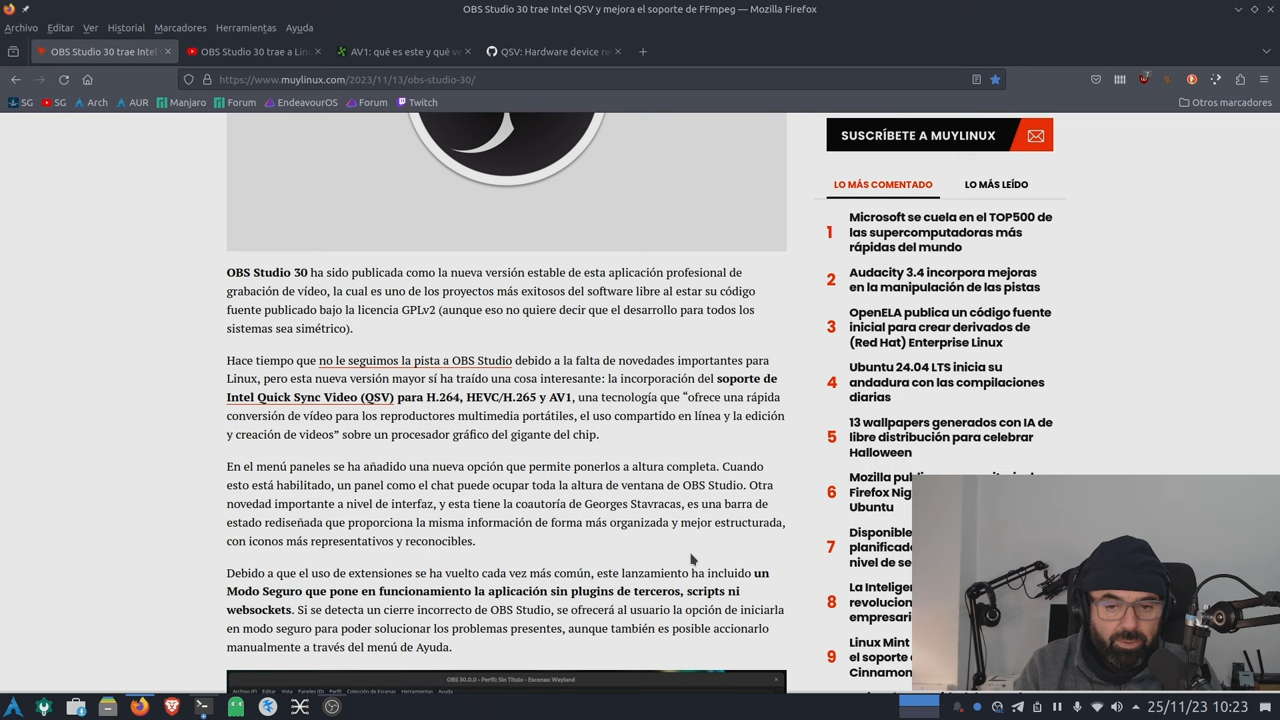 OBS Studio 30 trae Intel QSV y mejora el soporte de FFmpeg — Mozilla Firefox
Archivo Editar Ver Historial Marcadores Herramientas Ayuda
OBS Studio 30 trae Intel
OBS Studio 30 trae a Lin
AV1: qué es este y qué ve
QSV: Hardware device re
https://www.muylinux.com/2023/11/13/obs-studio-30/
SG SG Arch AUR Manjaro Forum EndeavourOS Forum Twitch Otros marcadores
OBS Studio 30 ha sido publicada como la nueva versión estable de esta aplicación profesional de
grabación de vídeo, la cual es uno de los proyectos más exitosos del software libre al estar su código
fuente publicado bajo la licencia GPLv2 (aunque eso no quiere decir que el desarrollo para todos los
sistemas sea simétrico).
Hace tiempo que no le seguimos la pista a OBS Studio debido a la falta de novedades importantes para
Linux, pero esta nueva versión mayor sí ha traído una cosa interesante: la incorporación del soporte de
Intel Quick Sync Video (QSV) para H.264, HEVC/H.265 y AV1, una tecnología que “ofrece una rápida
conversión de vídeo para los reproductores multimedia portátiles, el uso compartido en línea y la edición
y creación de videos” sobre un procesador gráfico del gigante del chip.
En el menú paneles se ha añadido una nueva opción que permite ponerlos a altura completa. Cuando
esto está habilitado, un panel como el chat puede ocupar toda la altura de ventana de OBS Studio. Otra
novedad importante a nivel de interfaz, y esta tiene la coautoría de Georges Stavracas, es una barra de
estado rediseñada que proporciona la misma información de forma más organizada y mejor estructurada,
con iconos más representativos y reconocibles.
Debido a que el uso de extensiones se ha vuelto cada vez más común, este lanzamiento ha incluido un
Modo Seguro que pone en funcionamiento la aplicación sin plugins de terceros, scripts ni
websockets. Si se detecta un cierre incorrecto de OBS Studio, se ofrecerá al usuario la opción de iniciarla
en modo seguro para poder solucionar los problemas presentes, aunque también es posible accionarlo
manualmente a través del menú de Ayuda.
OBS 30.0.0 - Perfil: Sin Título - Escenas: Wayland
Archivo (F) Editar Vista Paneles (D) Perfil Colección de Escenas Herramientas Ayuda
SUSCRÍBETE A MUYLINUX
LO MÁS COMENTADO LO MÁS LEÍDO
1 Microsoft se cuela en el TOP500 de
las supercomputadoras más
rápidas del mundo
2 Audacity 3.4 incorpora mejoras
en la manipulación de las pistas
3 OpenELA publica un código fuente
inicial para crear derivados de
(Red Hat) Enterprise Linux
4 Ubuntu 24.04 LTS inicia su
andadura con las compilaciones
diarias
5 13 wallpapers generados con IA de
libre distribución para celebrar
Halloween
6 Mozilla
Firefox Nig
Ubuntu
7 Disponible
planificado
nivel de se
8 La Inteligen
revolucion
empresari
9 Linux Mint
el soporte
Cinnamon
25/11/23 10:23